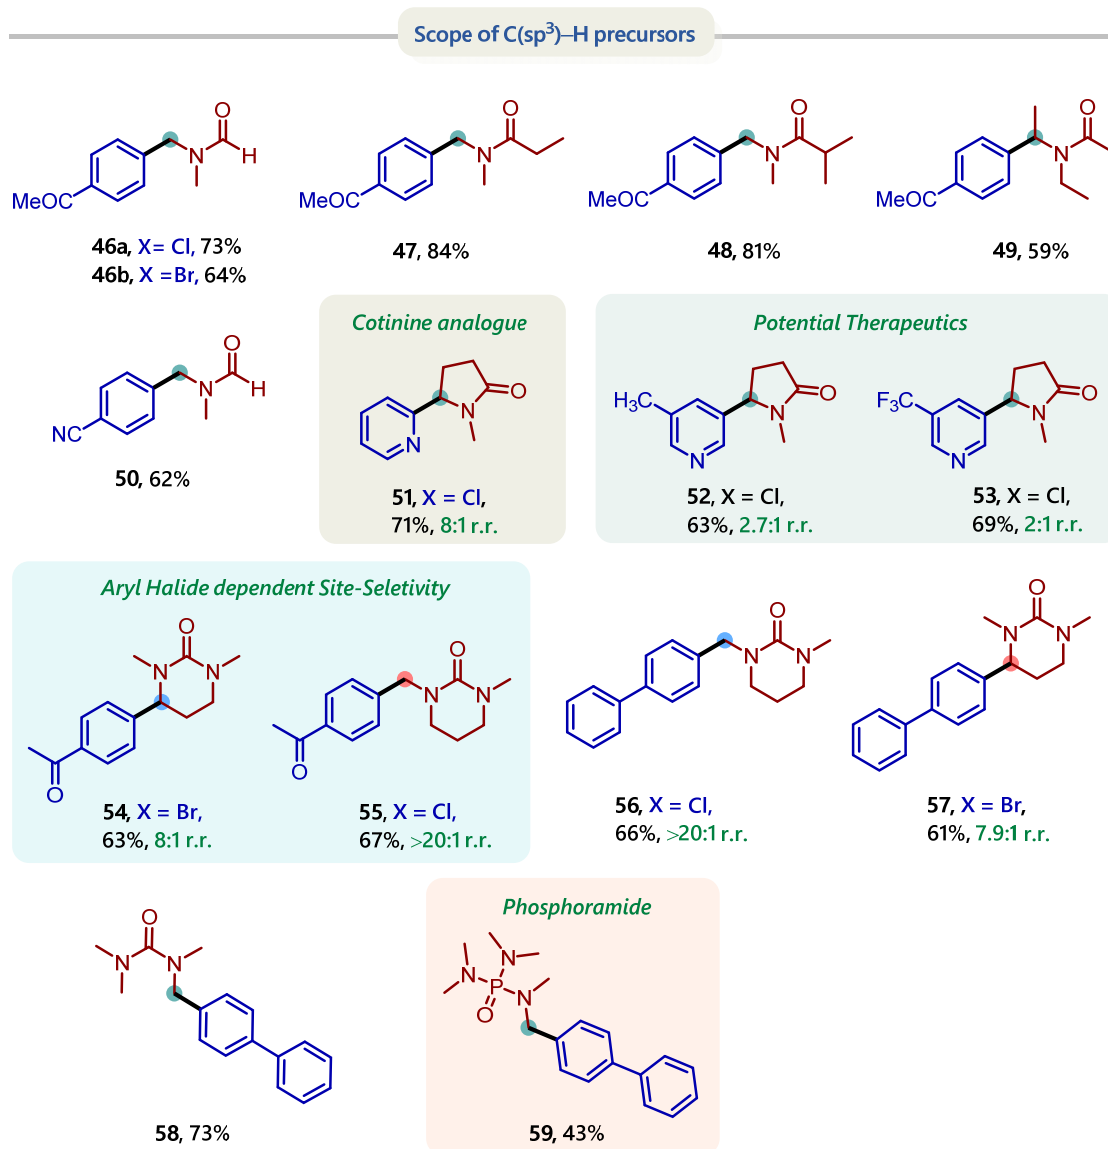 Scope of C(sp³)–H precursors
O
N
H
MeOC
46a, X= Cl, 73%
46b, X =Br, 64%
O
N
MeOC
47, 84%
O
N
MeOC
48, 81%
O
N
MeOC
49, 59%
O
N
H
NC
50, 62%
Cotinine analogue
O
N
N
51, X = Cl,
71%, 8:1 r.r.
Potential Therapeutics
H₃C
O
N
N
52, X = Cl,
63%, 2.7:1 r.r.
F₃C
O
N
N
53, X = Cl,
69%, 2:1 r.r.
Aryl Halide dependent Site-Seletivity
O
N
N
O
54, X = Br,
63%, 8:1 r.r.
O
N
N
O
55, X = Cl,
67%, >20:1 r.r.
O
N
N
56, X = Cl,
66%, >20:1 r.r.
O
N
N
57, X = Br,
61%, 7.9:1 r.r.
O
N
N
58, 73%
Phosphoramide
N
N
P
N
O
59, 43%